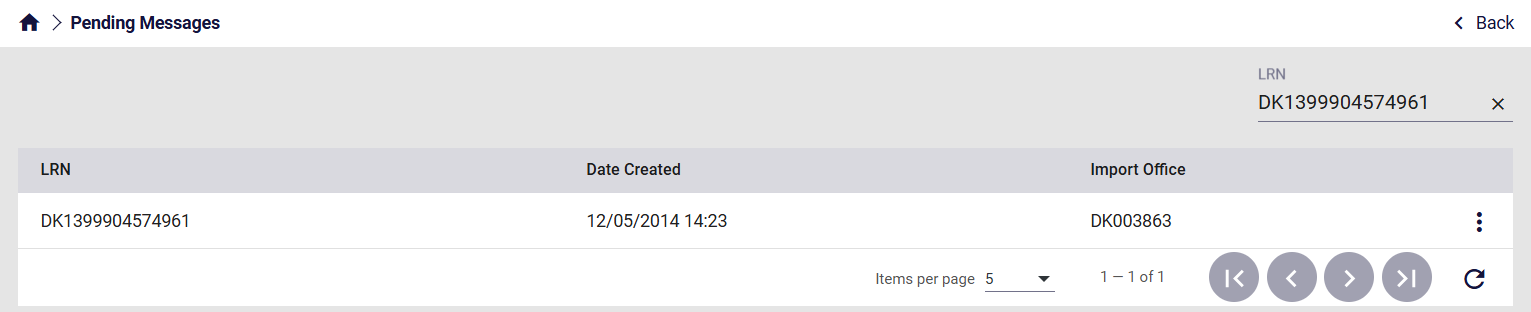 Pending Messages
Back
LRN
DK1399904574961
LRN Date Created Import Office
DK1399904574961 12/05/2014 14:23 DK003863
Items per page 5 1 – 1 of 1